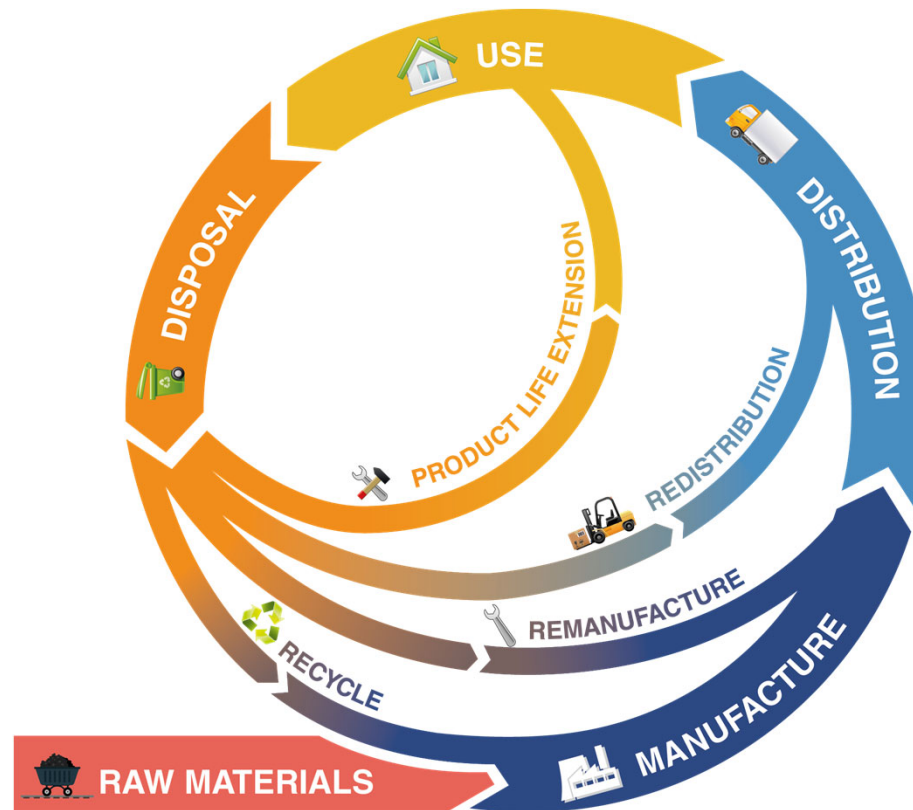 USE
DISTRIBUTION
DISPOSAL
PRODUCT LIFE EXTENSION
REDISTRIBUTION
REMANUFACTURE
RECYCLE
MANUFACTURE
RAW MATERIALS